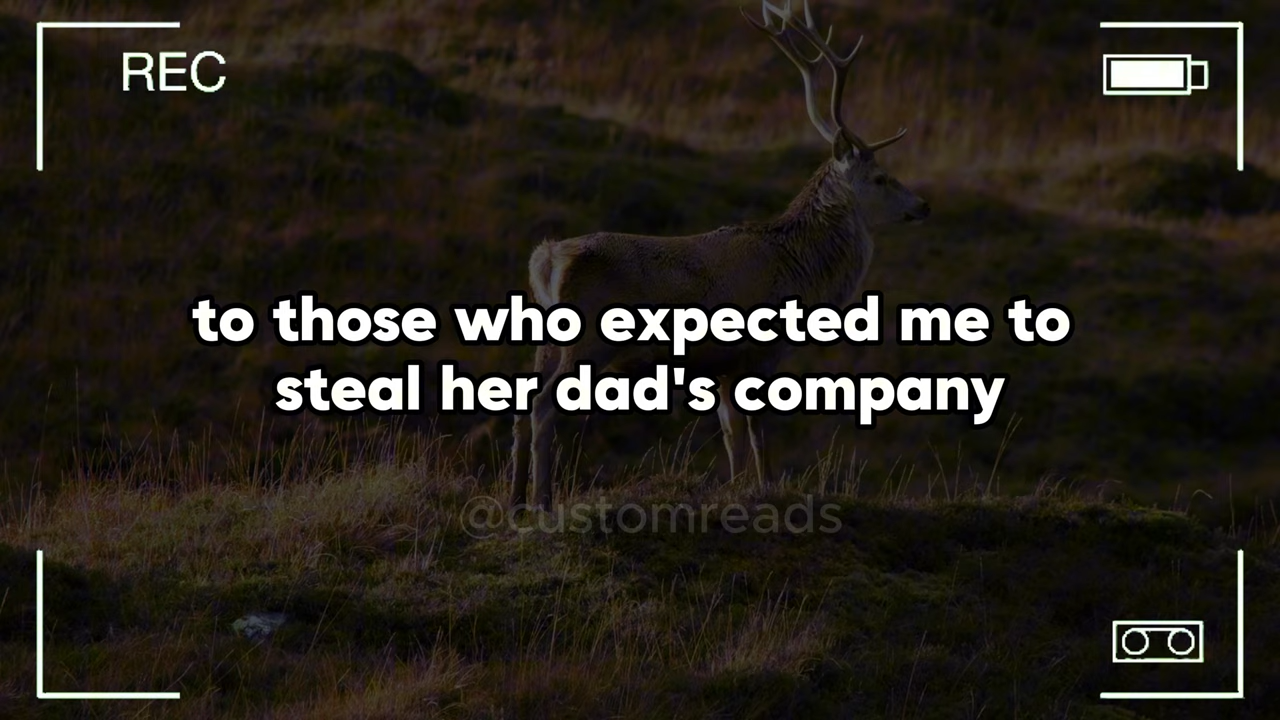 REC
to those who expected me to
steal her dad's company
@customreads